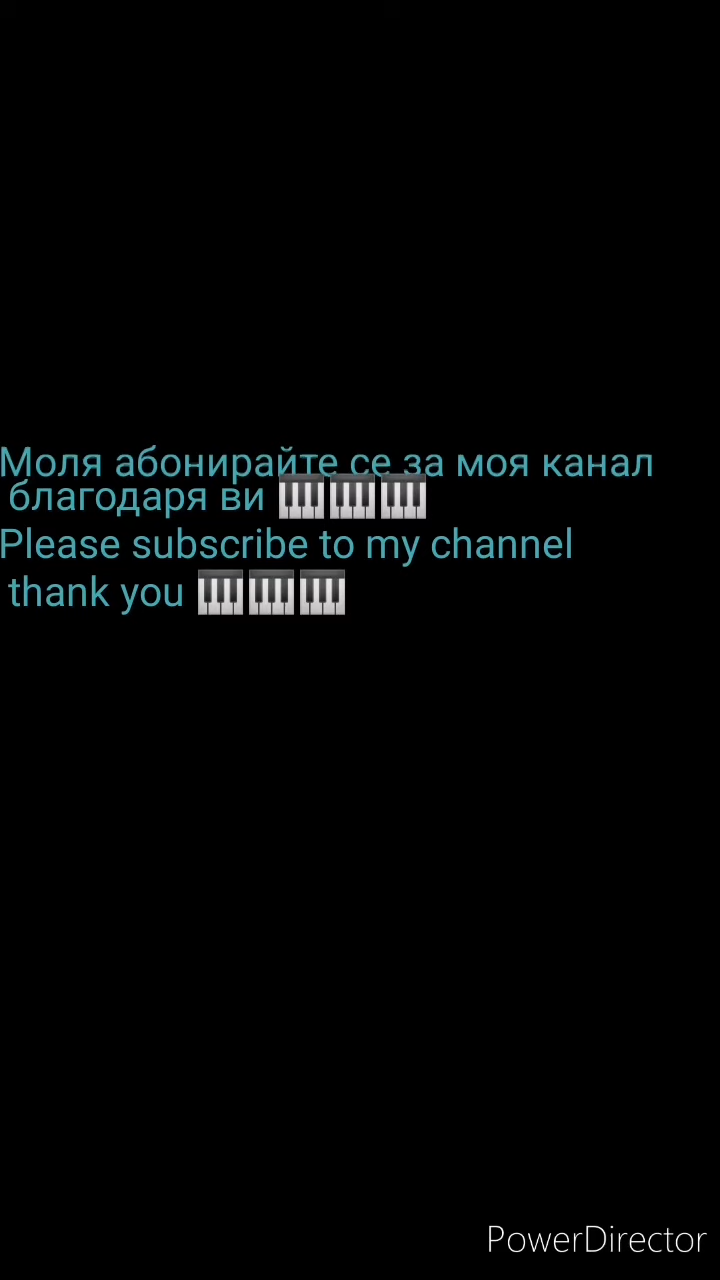 Моля абонирайте се за моя канал
благодаря ви 🎹🎹🎹
Please subscribe to my channel
thank you 🎹🎹🎹
PowerDirector